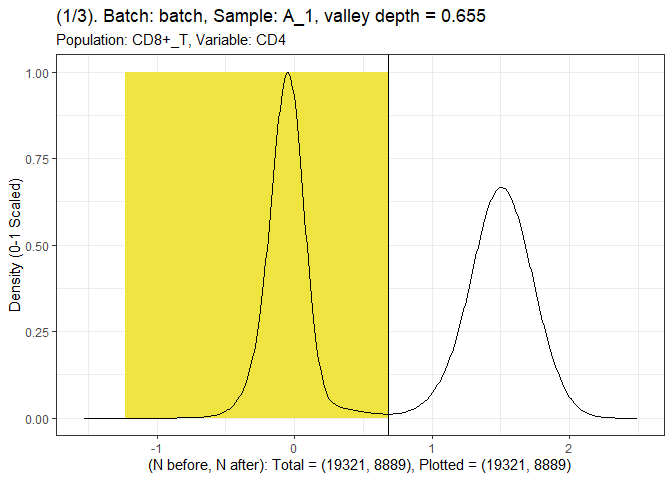 (1/3). Batch: batch, Sample: A_1, valley depth = 0.655
Population: CD8+_T, Variable: CD4
1.00
0.75
0.50
0.25
0.00
Density (0-1 Scaled)
-1
0
1
2
(N before, N after): Total = (19321, 8889), Plotted = (19321, 8889)